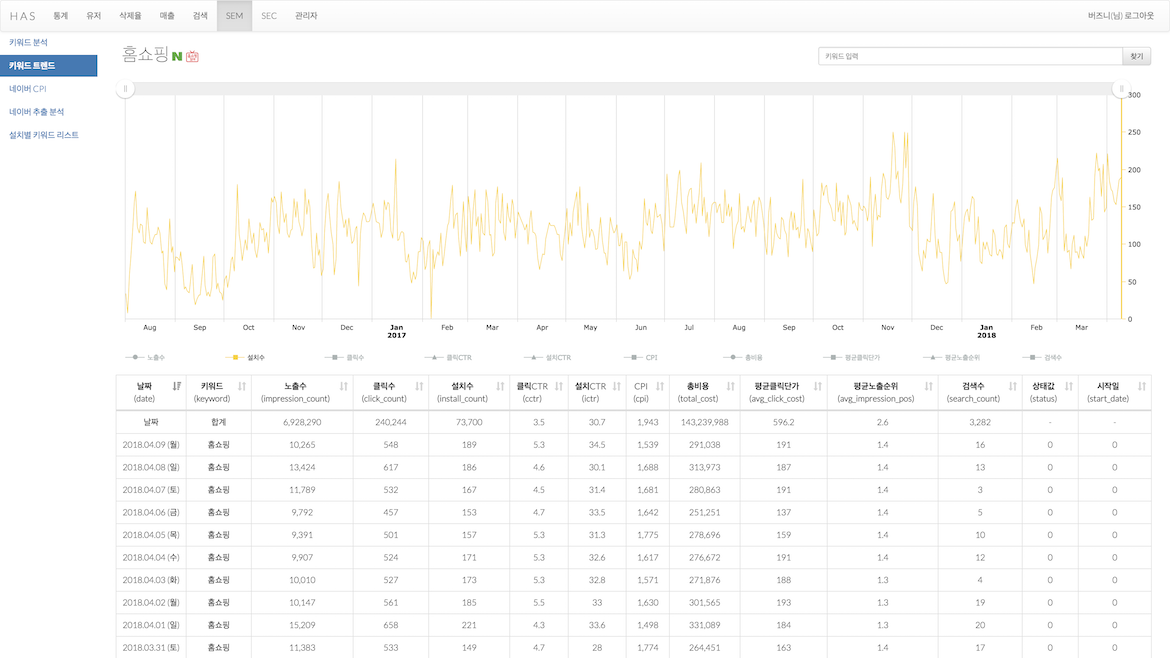 HAS 통계 유저 삭제율 매출 검색 SEM SEC 관리자 버즈니(님) 로그아웃
키워드 분석
키워드 트렌드
네이버 CPI
네이버 추출 분석
설치별 키워드 리스트
홈쇼핑 N
키워드 입력 찾기
300
250
200
150
100
50
0
Aug Sep Oct Nov Dec Jan Feb Mar Apr May Jun Jul Aug Sep Oct Nov Dec Jan Feb Mar
2017 2018
노출수 설치수 클릭수 클릭CTR 설치CTR CPI 총비용 평균클릭단가 평균노출순위 검색수
날짜 키워드 노출수 클릭수 설치수 클릭CTR 설치CTR CPI 총비용 평균클릭단가 평균노출순위 검색수 상태값 시작일
(date) (keyword) (impression_count) (click_count) (install_count) (cctr) (ictr) (cpi) (total_cost) (avg_click_cost) (avg_impression_pos) (search_count) (status) (start_date)
날짜 합계 6,928,290 240,244 73,700 3.5 30.7 1,943 143,239,988 596.2 2.6 3,282 - -
2018.04.09 (월) 홈쇼핑 10,265 548 189 5.3 34.5 1,539 291,038 191 1.4 16 0 0
2018.04.08 (일) 홈쇼핑 13,424 617 186 4.6 30.1 1,688 313,973 187 1.4 13 0 0
2018.04.07 (토) 홈쇼핑 11,789 532 167 4.5 31.4 1,681 280,863 191 1.4 3 0 0
2018.04.06 (금) 홈쇼핑 9,792 457 153 4.7 33.5 1,642 251,251 137 1.4 5 0 0
2018.04.05 (목) 홈쇼핑 9,391 501 157 5.3 31.3 1,775 278,696 159 1.4 10 0 0
2018.04.04 (수) 홈쇼핑 9,907 524 171 5.3 32.6 1,617 276,672 191 1.4 12 0 0
2018.04.03 (화) 홈쇼핑 10,010 527 173 5.3 32.8 1,571 271,876 188 1.3 4 0 0
2018.04.02 (월) 홈쇼핑 10,147 561 185 5.5 33 1,630 301,565 193 1.3 19 0 0
2018.04.01 (일) 홈쇼핑 15,209 658 221 4.3 33.6 1,498 331,089 184 1.3 20 0 0
2018.03.31 (토) 홈쇼핑 11,383 533 149 4.7 28 1,774 264,451 163 1.4 17 0 0